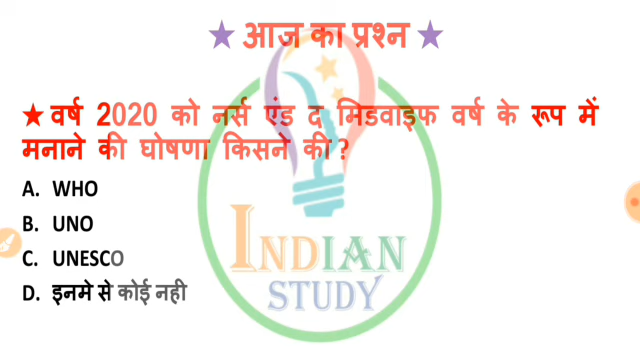 ★ आज का प्रश्न ★
★ वर्ष 2020 को नर्स एंड द मिडवाइफ वर्ष के रूप में
मनाने की घोषणा किसने की ?
A. WHO
B. UNO
C. UNESCO
D. इनमे से कोई नही
INDIAN
STUDY